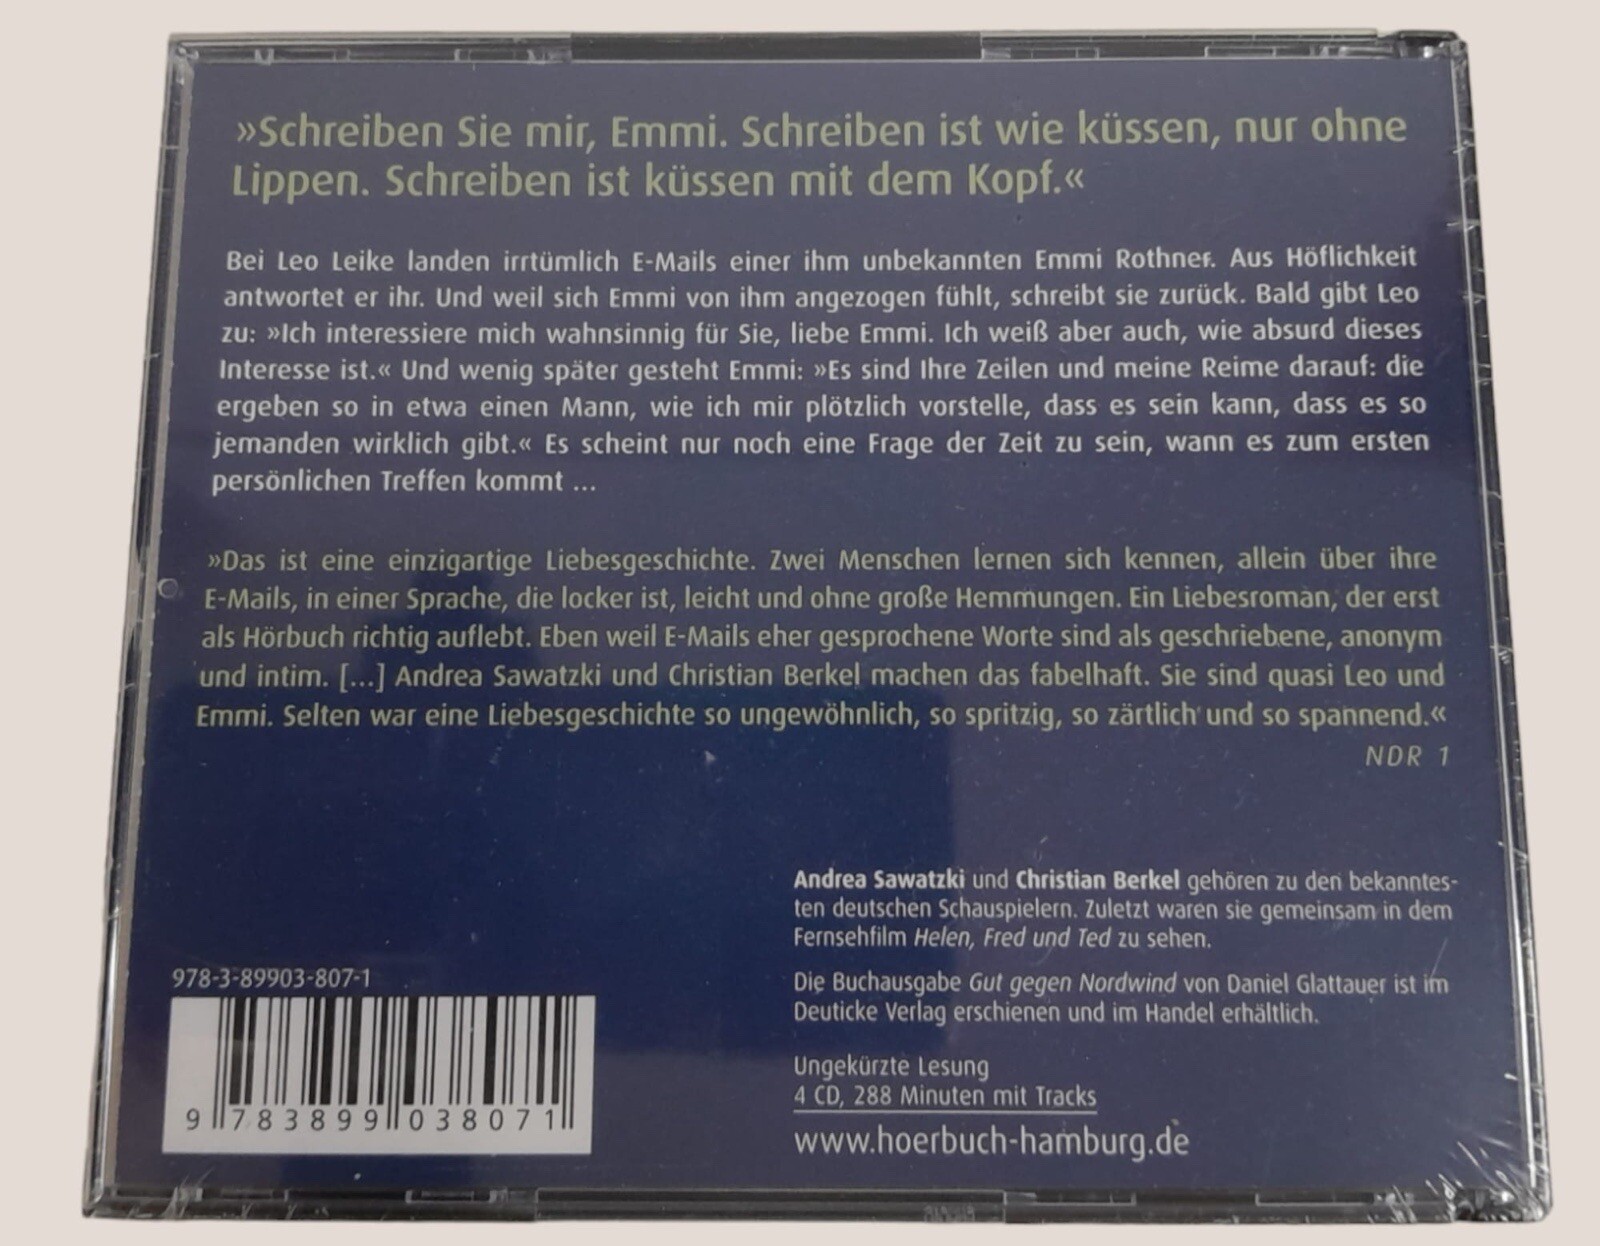 »Schreiben Sie mir, Emmi. Schreiben ist wie küssen, nur ohne
Lippen. Schreiben ist küssen mit dem Kopf.«
Bei Leo Leike landen irrtümlich E-Mails einer ihm unbekannten Emmi Rothner. Aus Höflichkeit
antwortet er ihr. Und weil sich Emmi von ihm angezogen fühlt, schreibt sie zurück. Bald gibt Leo
zu: »Ich interessiere mich wahnsinnig für Sie, liebe Emmi. Ich weiß aber auch, wie absurd dieses
Interesse ist.« Und wenig später gesteht Emmi: »Es sind Ihre Zeilen und meine Reime darauf: die
ergeben so in etwa einen Mann, wie ich mir plötzlich vorstelle, dass es sein kann, dass es so
jemanden wirklich gibt.« Es scheint nur noch eine Frage der Zeit zu sein, wann es zum ersten
persönlichen Treffen kommt ...
»Das ist eine einzigartige Liebesgeschichte. Zwei Menschen lernen sich kennen, allein über ihre
E-Mails, in einer Sprache, die locker ist, leicht und ohne große Hemmungen. Ein Liebesroman, der erst
als Hörbuch richtig auflebt. Eben weil E-Mails eher gesprochene Worte sind als geschriebene, anonym
und intim. [...] Andrea Sawatzki und Christian Berkel machen das fabelhaft. Sie sind quasi Leo und
Emmi. Selten war eine Liebesgeschichte so ungewöhnlich, so spritzig, so zärtlich und so spannend.«
NDR 1
Andrea Sawatzki und Christian Berkel gehören zu den bekanntes-
ten deutschen Schauspielern. Zuletzt waren sie gemeinsam in dem
Fernsehfilm Helen, Fred und Ted zu sehen.
Die Buchausgabe Gut gegen Nordwind von Daniel Glattauer ist im
Deuticke Verlag erschienen und im Handel erhältlich.
Ungekürzte Lesung
4 CD, 288 Minuten mit Tracks
www.hoerbuch-hamburg.de
978-3-89903-807-1
9 783899 038071